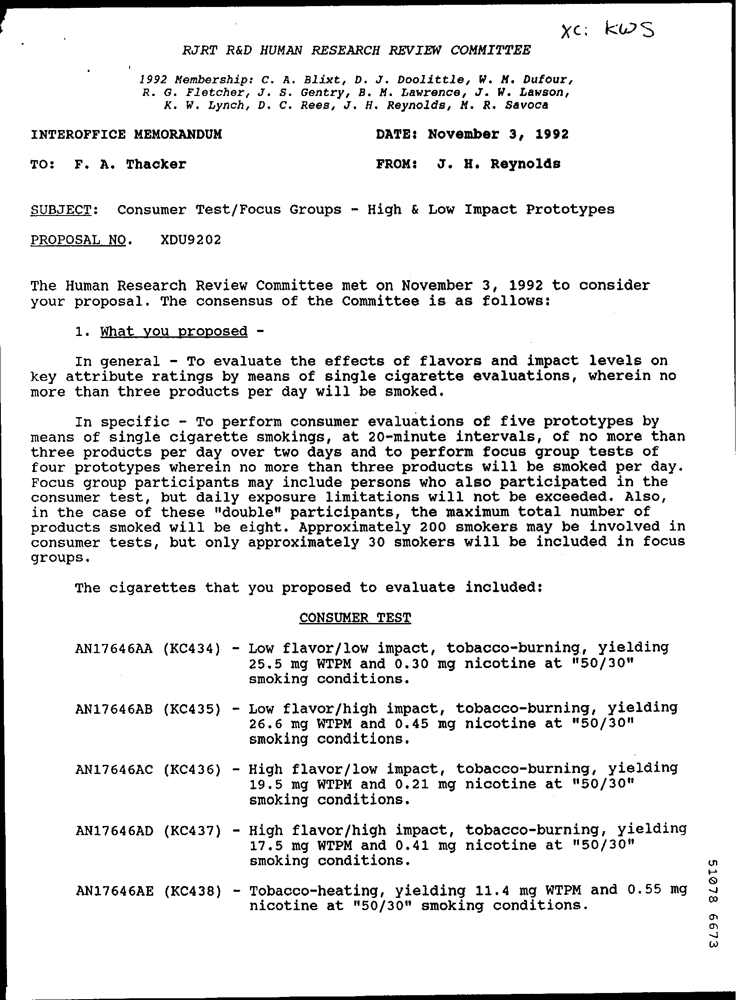 XC: KWS
RJRT R&D HUMAN RESEARCH REVIEW COMMITTEE
1992 Membership: C. A. Blixt, D. J. Doolittle, W. M. Dufour,
R. G. Fletcher, J. S. Gentry, B. M. Lawrence, J. W. Lawson,
K. W. Lynch, D. C. Rees, J. H. Reynolds, M. R. Savoca
INTEROFFICE MEMORANDUM DATE: November 3, 1992
TO: F. A. Thacker FROM: J. H. Reynolds
SUBJECT: Consumer Test/Focus Groups - High & Low Impact Prototypes
PROPOSAL NO. XDU9202
The Human Research Review Committee met on November 3, 1992 to consider
your proposal. The consensus of the Committee is as follows:
1. What you proposed -
In general - To evaluate the effects of flavors and impact levels on
key attribute ratings by means of single cigarette evaluations, wherein no
more than three products per day will be smoked.
In specific - To perform consumer evaluations of five prototypes by
means of single cigarette smokings, at 20-minute intervals, of no more than
three products per day over two days and to perform focus group tests of
four prototypes wherein no more than three products will be smoked per day.
Focus group participants may include persons who also participated in the
consumer test, but daily exposure limitations will not be exceeded. Also,
in the case of these "double" participants, the maximum total number of
products smoked will be eight. Approximately 200 smokers may be involved in
consumer tests, but only approximately 30 smokers will be included in focus
groups.
The cigarettes that you proposed to evaluate included:
CONSUMER TEST
AN17646AA (KC434) - Low flavor/low impact, tobacco-burning, yielding
25.5 mg WTPM and 0.30 mg nicotine at "50/30"
smoking conditions.
AN17646AB (KC435) - Low flavor/high impact, tobacco-burning, yielding
26.6 mg WTPM and 0.45 mg nicotine at "50/30"
smoking conditions.
AN17646AC (KC436) - High flavor/low impact, tobacco-burning, yielding
19.5 mg WTPM and 0.21 mg nicotine at "50/30"
smoking conditions.
AN17646AD (KC437) - High flavor/high impact, tobacco-burning, yielding
17.5 mg WTPM and 0.41 mg nicotine at "50/30"
smoking conditions.
AN17646AE (KC438) - Tobacco-heating, yielding 11.4 mg WTPM and 0.55 mg
nicotine at "50/30" smoking conditions.
51078 6673